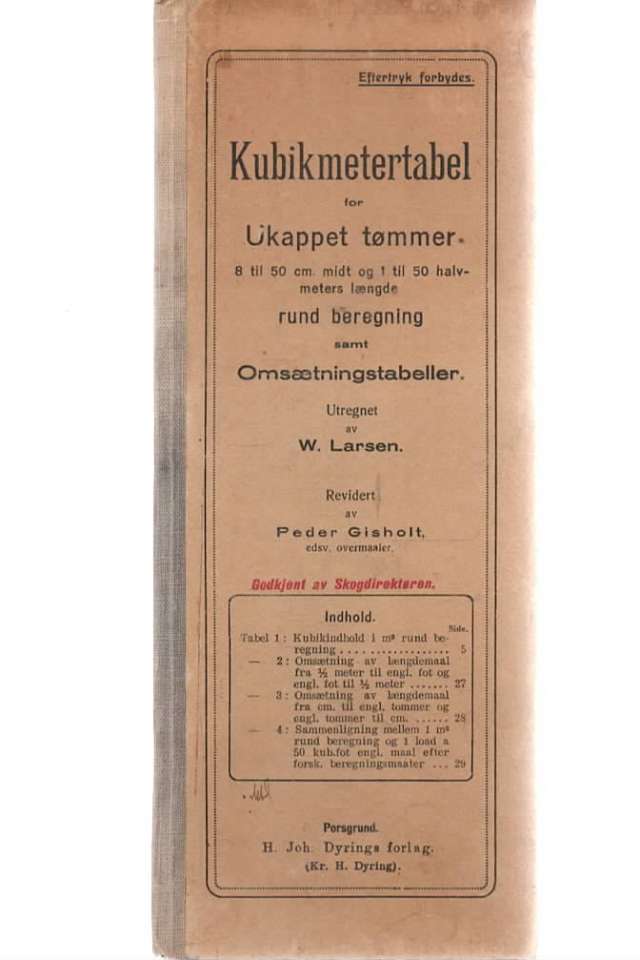 Eftertryk forbydes.
Kubikmetertabel
for
Ukappet tømmer.
8 til 50 cm. midt og 1 til 50 halv-
meters længde
rund beregning
samt
Omsætningstabeller.
Utregnet
av
W. Larsen.
Revidert
av
Peder Gisholt,
edsv. overmaaler.
Godkjent av Skogdirektøren.
Indhold.
Side.
Tabel 1: Kubikindhold i m³ rund be-
regning . . . . . . . . . . . . . . . . . . 5
— 2: Omsætning av længdemaal
fra ½ meter til engl. fot og
engl. fot til ½ meter . . . . . . . 27
— 3: Omsætning av længdemaal
fra cm. til engl. tommer og
engl. tommer til cm. . . . . . . 28
— 4: Sammenligning mellem 1 m³
rund beregning og 1 load a
50 kub.fot engl. maal efter
forsk. beregningsmaater . . . 29
Porsgrund.
H. Joh. Dyrings forlag.
(Kr. H. Dyring).